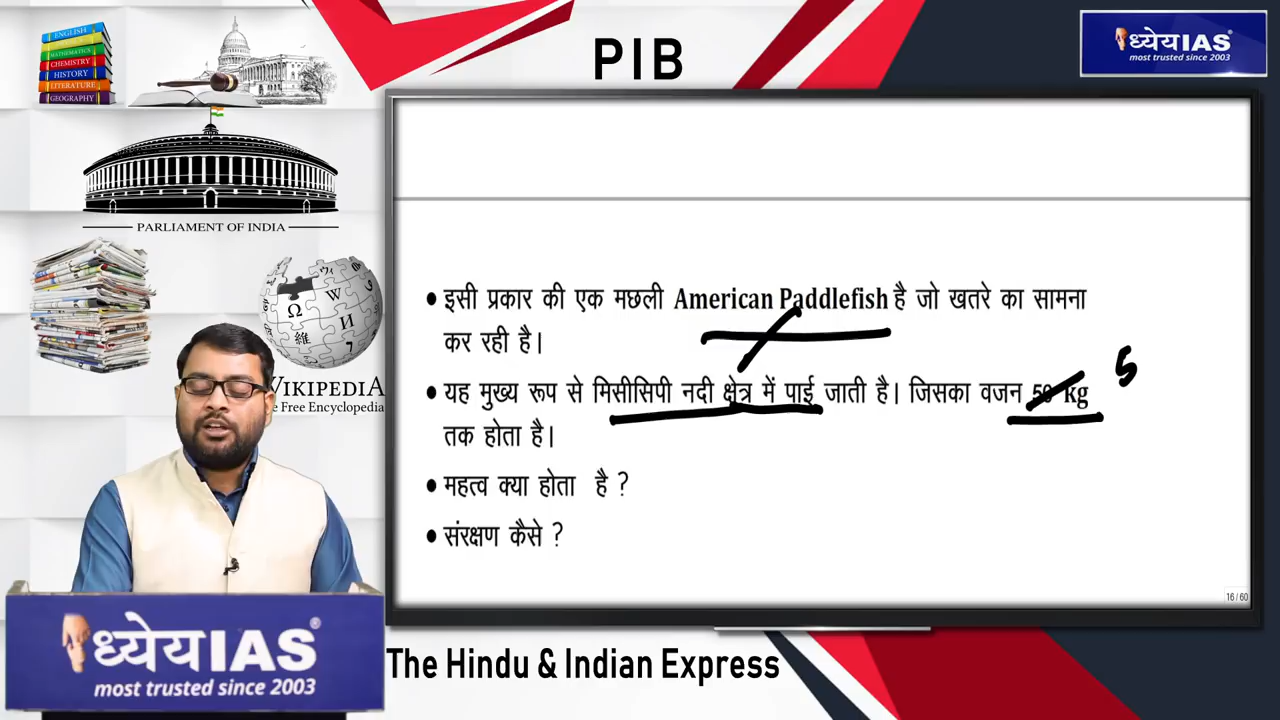 ENGLISH
MATHEMATICS
CHEMISTRY
HISTORY
LITERATURE
GEOGRAPHY
PIB
ध्येयIAS
most trusted since 2003
PARLIAMENT OF INDIA
Ω
W
И
維
WIKIPEDIA
e Free Encyclopedia
• इसी प्रकार की एक मछली American Paddlefish है जो खतरे का सामना
कर रही है।
• यह मुख्य रूप से मिसीसिपी नदी क्षेत्र में पाई जाती है। जिसका वजन 50 kg
5
तक होता है।
• महत्व क्या होता है ?
• संरक्षण कैसे ?
16 / 60
ध्येयIAS®
most trusted since 2003
The Hindu & Indian Express